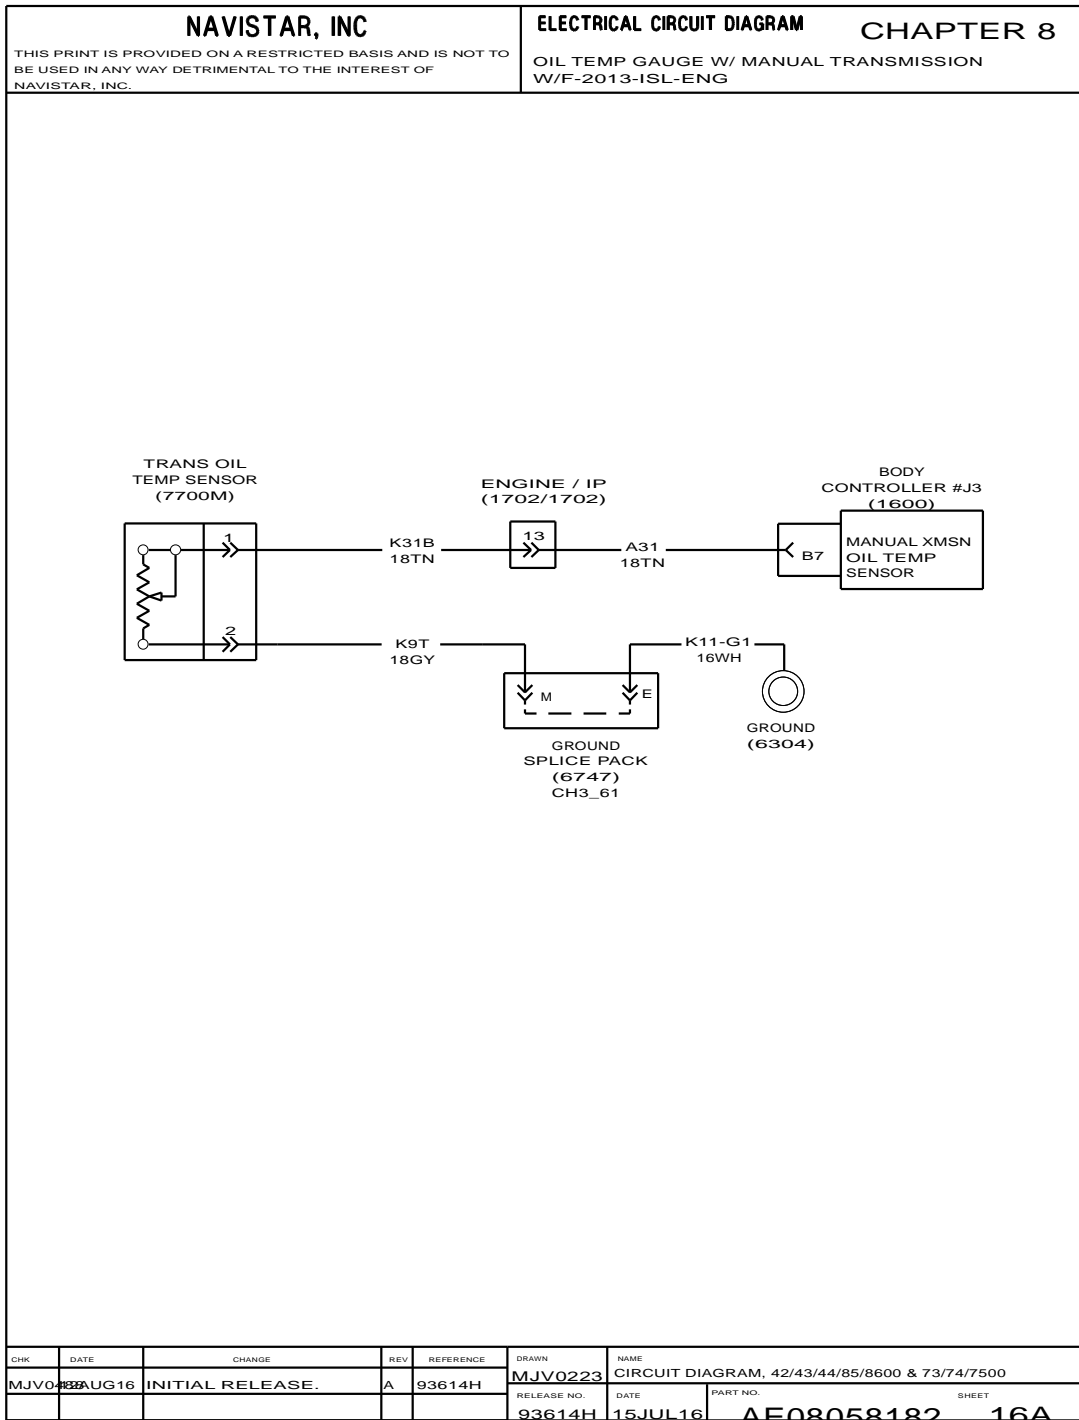 NAVISTAR, INC
THIS PRINT IS PROVIDED ON A RESTRICTED BASIS AND IS NOT TO
BE USED IN ANY WAY DETRIMENTAL TO THE INTEREST OF
NAVISTAR, INC.
ELECTRICAL CIRCUIT DIAGRAM
CHAPTER 8
OIL TEMP GAUGE W/ MANUAL TRANSMISSION
W/F-2013-ISL-ENG
TRANS OIL
TEMP SENSOR
(7700M)
1
2
K31B
18TN
ENGINE / IP
(1702/1702)
13
A31
18TN
BODY
CONTROLLER #J3
(1600)
B7
MANUAL XMSN
OIL TEMP
SENSOR
K9T
18GY
M
E
GROUND
SPLICE PACK
(6747)
CH3_61
K11-G1
16WH
GROUND
(6304)
CHK DATE CHANGE REV REFERENCE
AUG16 INITIAL RELEASE. A 93614H
DRAWN
MJV0223
NAME
CIRCUIT DIAGRAM, 42/43/44/85/8600 & 73/74/7500
RELEASE NO.
93614H
DATE
15JUL16
PART NO.
AE08058182
SHEET
16A